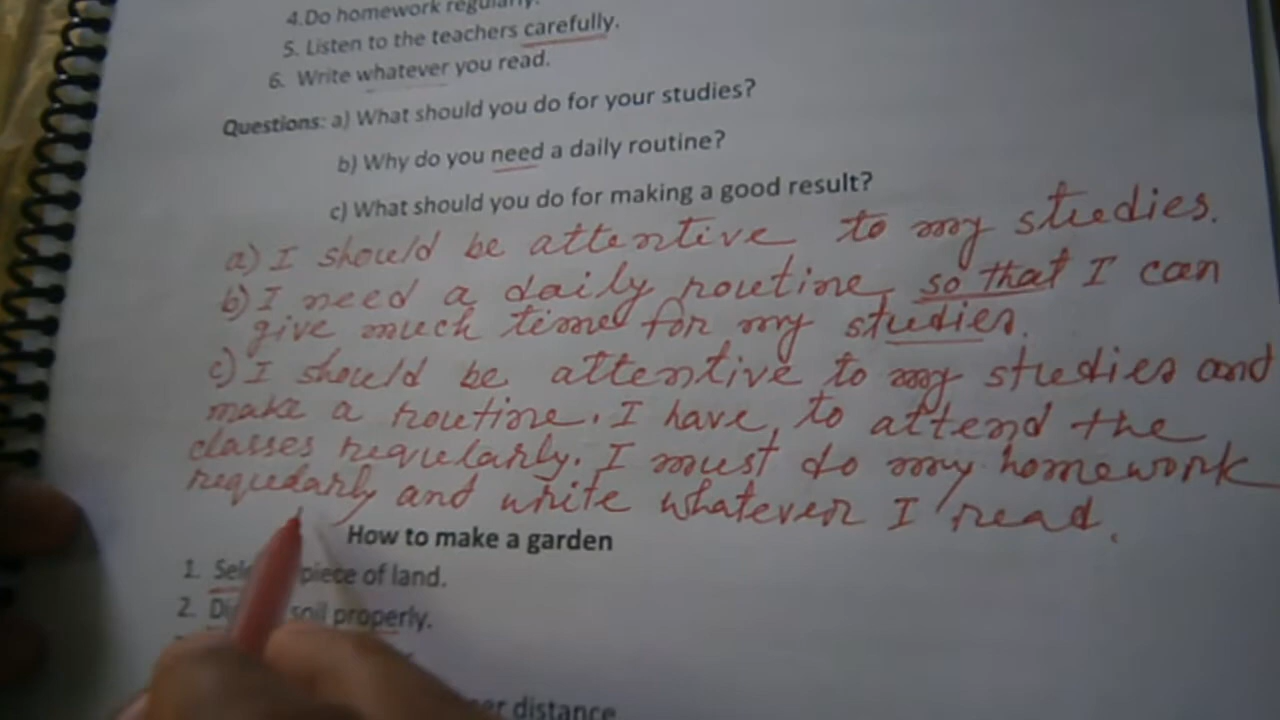 4.Do homework regularly.
5. Listen to the teachers carefully.
6. Write whatever you read.
Questions: a) What should you do for your studies?
b) Why do you need a daily routine?
c) What should you do for making a good result?
a) I should be attentive to my studies.
b) I need a daily routine so that I can
give much time for my studies.
c) I should be attentive to my studies and
make a routine. I have to attend the
classes regularly. I must do my homework
regularly and write whatever I read.
How to make a garden
1. piece of land.
2. soil properly.
distance